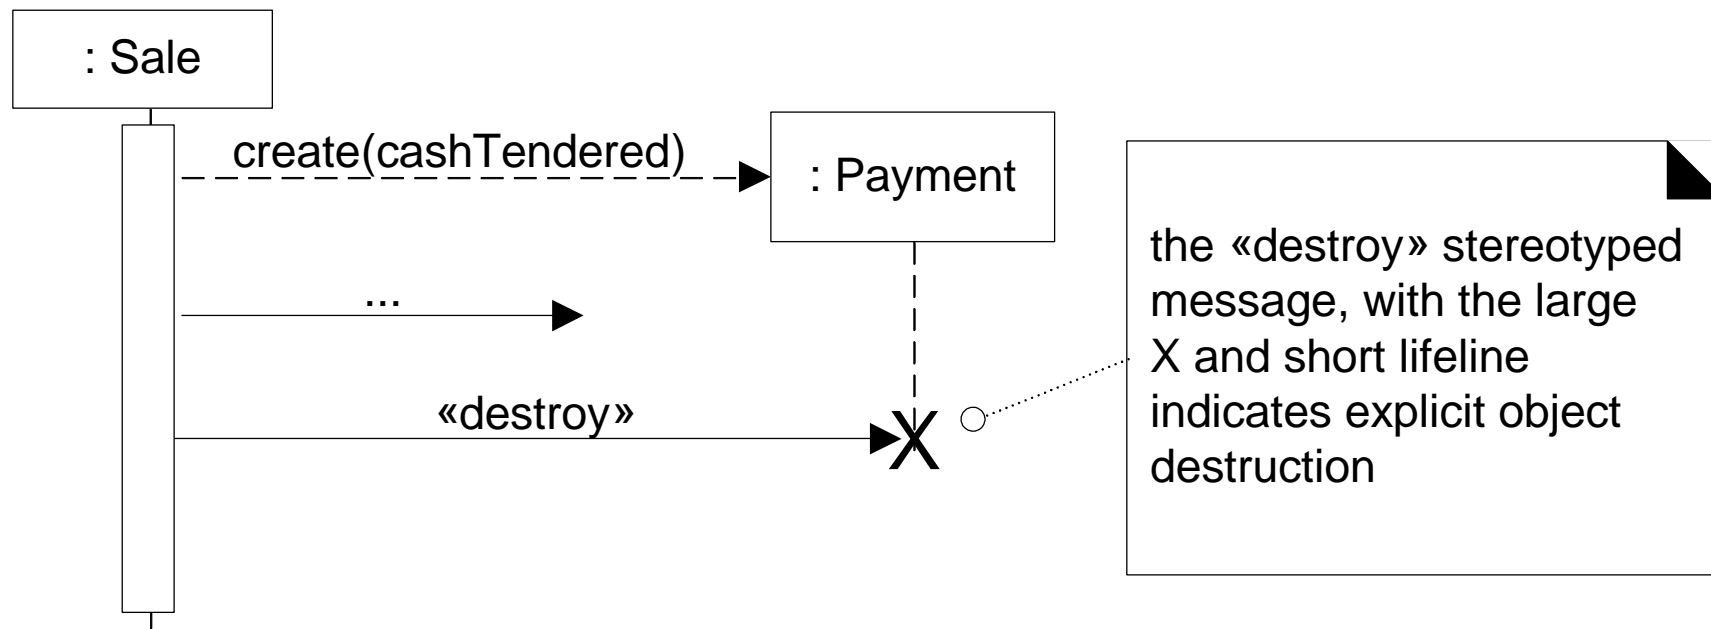 : Sale
create(cashTendered)
: Payment
...
«destroy»
X
the «destroy» stereotyped
message, with the large
X and short lifeline
indicates explicit object
destruction